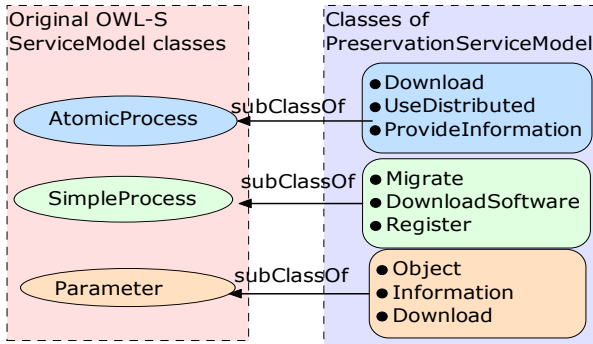 Original OWL-S
ServiceModel classes
Classes of
PreservationServiceModel
AtomicProcess
subClassOf
● Download
● UseDistributed
● ProvideInformation
SimpleProcess
subClassOf
● Migrate
● DownloadSoftware
● Register
Parameter
subClassOf
● Object
● Information
● Download